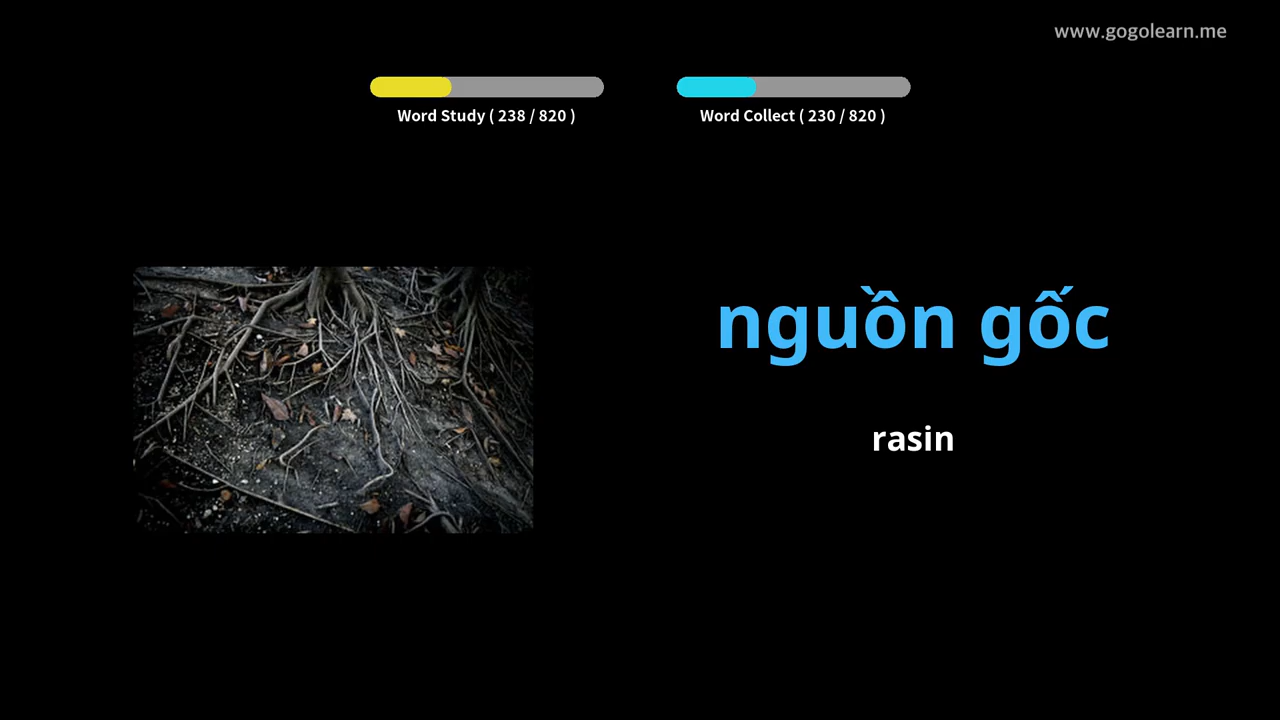 www.gogolearn.me
Word Study ( 238 / 820 )
Word Collect ( 230 / 820 )
nguồn gốc
rasin